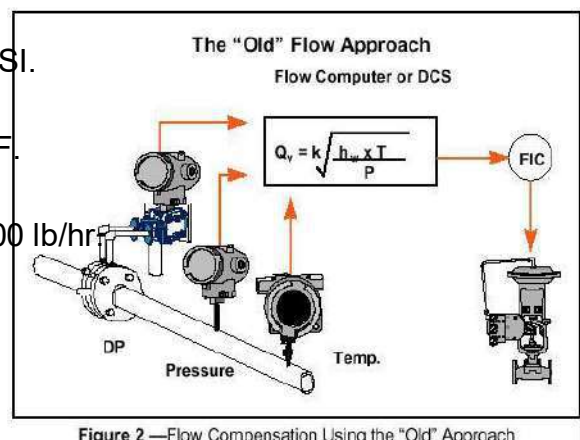 The "Old" Flow Approach
SI.
Flow Computer or DCS
F.
Qv = k √ hw x T / P
FIC
00 lb/hr.
DP
Pressure
Temp.
Figure 2 —Flow Compensation Using the "Old" Approach